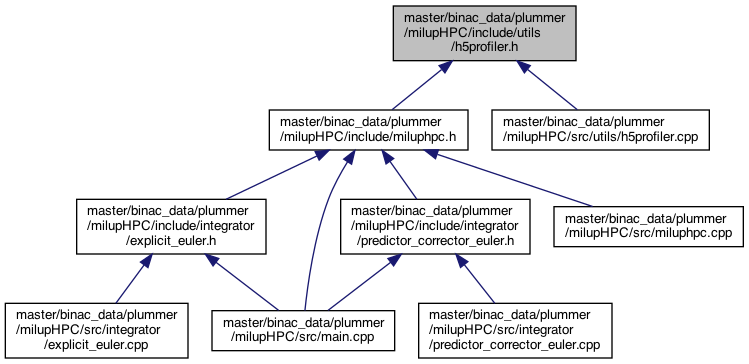 master/binac_data/plummer
/milupHPC/include/utils
/h5profiler.h
master/binac_data/plummer
/milupHPC/include/miluphpc.h
master/binac_data/plummer
/milupHPC/src/utils/h5profiler.cpp
master/binac_data/plummer
/milupHPC/include/integrator
/explicit_euler.h
master/binac_data/plummer
/milupHPC/include/integrator
/predictor_corrector_euler.h
master/binac_data/plummer
/milupHPC/src/miluphpc.cpp
master/binac_data/plummer
/milupHPC/src/integrator
/explicit_euler.cpp
master/binac_data/plummer
/milupHPC/src/main.cpp
master/binac_data/plummer
/milupHPC/src/integrator
/predictor_corrector_euler.cpp